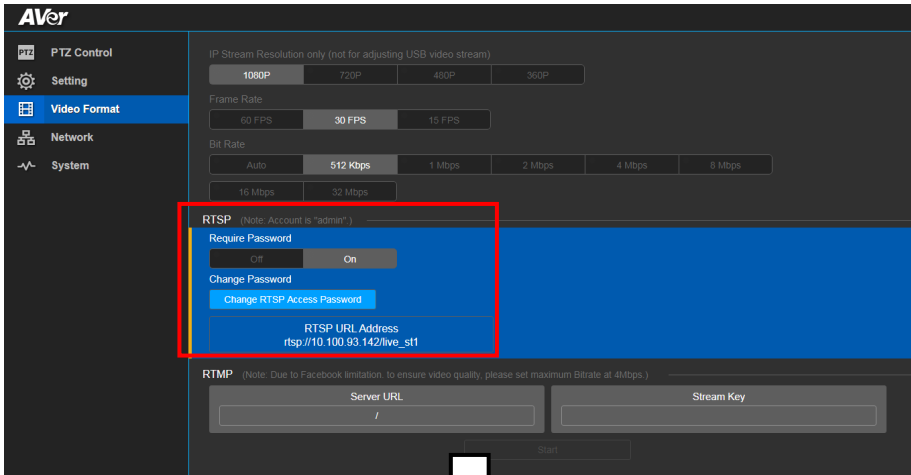 AVer
PTZ PTZ Control
Setting
Video Format
Network
System
IP Stream Resolution only (not for adjusting USB video stream)
1080P 720P 480P 360P
Frame Rate
60 FPS 30 FPS 15 FPS
Bit Rate
Auto 512 Kbps 1 Mbps 2 Mbps 4 Mbps 8 Mbps
16 Mbps 32 Mbps
RTSP (Note: Account is "admin".)
Require Password
Off On
Change Password
Change RTSP Access Password
RTSP URL Address
rtsp://10.100.93.142/live_st1
RTMP (Note: Due to Facebook limitation. to ensure video quality, please set maximum Bitrate at 4Mbps.)
Server URL Stream Key
/
Start